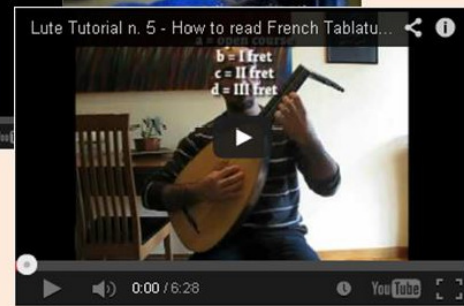 Lute Tutorial n. 5 - How to read French Tablatu...
a = open course
b = I fret
c = II fret
d = III fret
0:00 / 6:28
YouTube